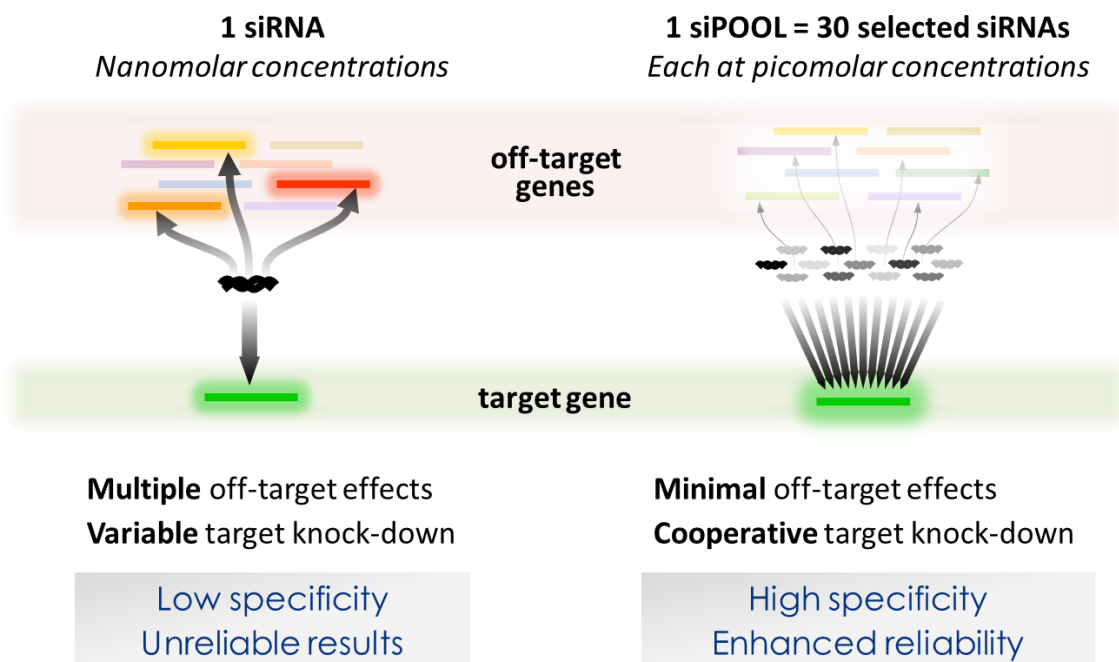 1 siRNA
Nanomolar concentrations
1 siPOOL = 30 selected siRNAs
Each at picomolar concentrations
off-target
genes
target gene
Multiple off-target effects
Variable target knock-down
Low specificity
Unreliable results
Minimal off-target effects
Cooperative target knock-down
High specificity
Enhanced reliability